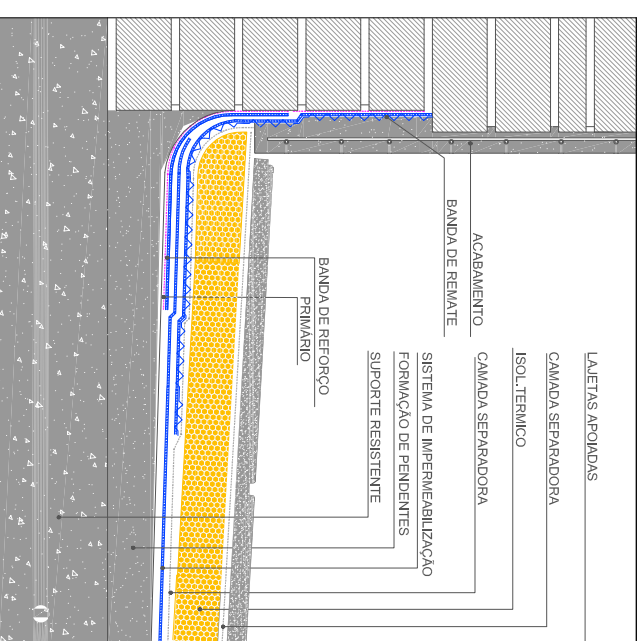 LAJETAS APOIADAS
CAMADA SEPARADORA
ISOL.TERMICO
CAMADA SEPARADORA
SISTEMA DE IMPERMEABILIZAÇÃO
FORMAÇÃO DE PENDENTES
SUPORTE RESISTENTE
ACABAMENTO
BANDA DE REMATE
BANDA DE REFORÇO
PRIMÁRIO